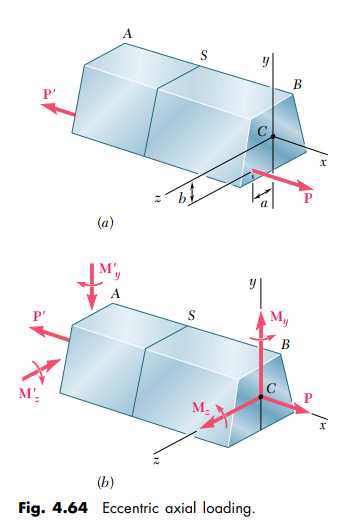 A
S
y
B
P′
C
x
z
b
a
P
(a)
M′y
A
y
P′
S
My
B
M′z
C
P
Mz
x
z
(b)
Fig. 4.64 Eccentric axial loading.